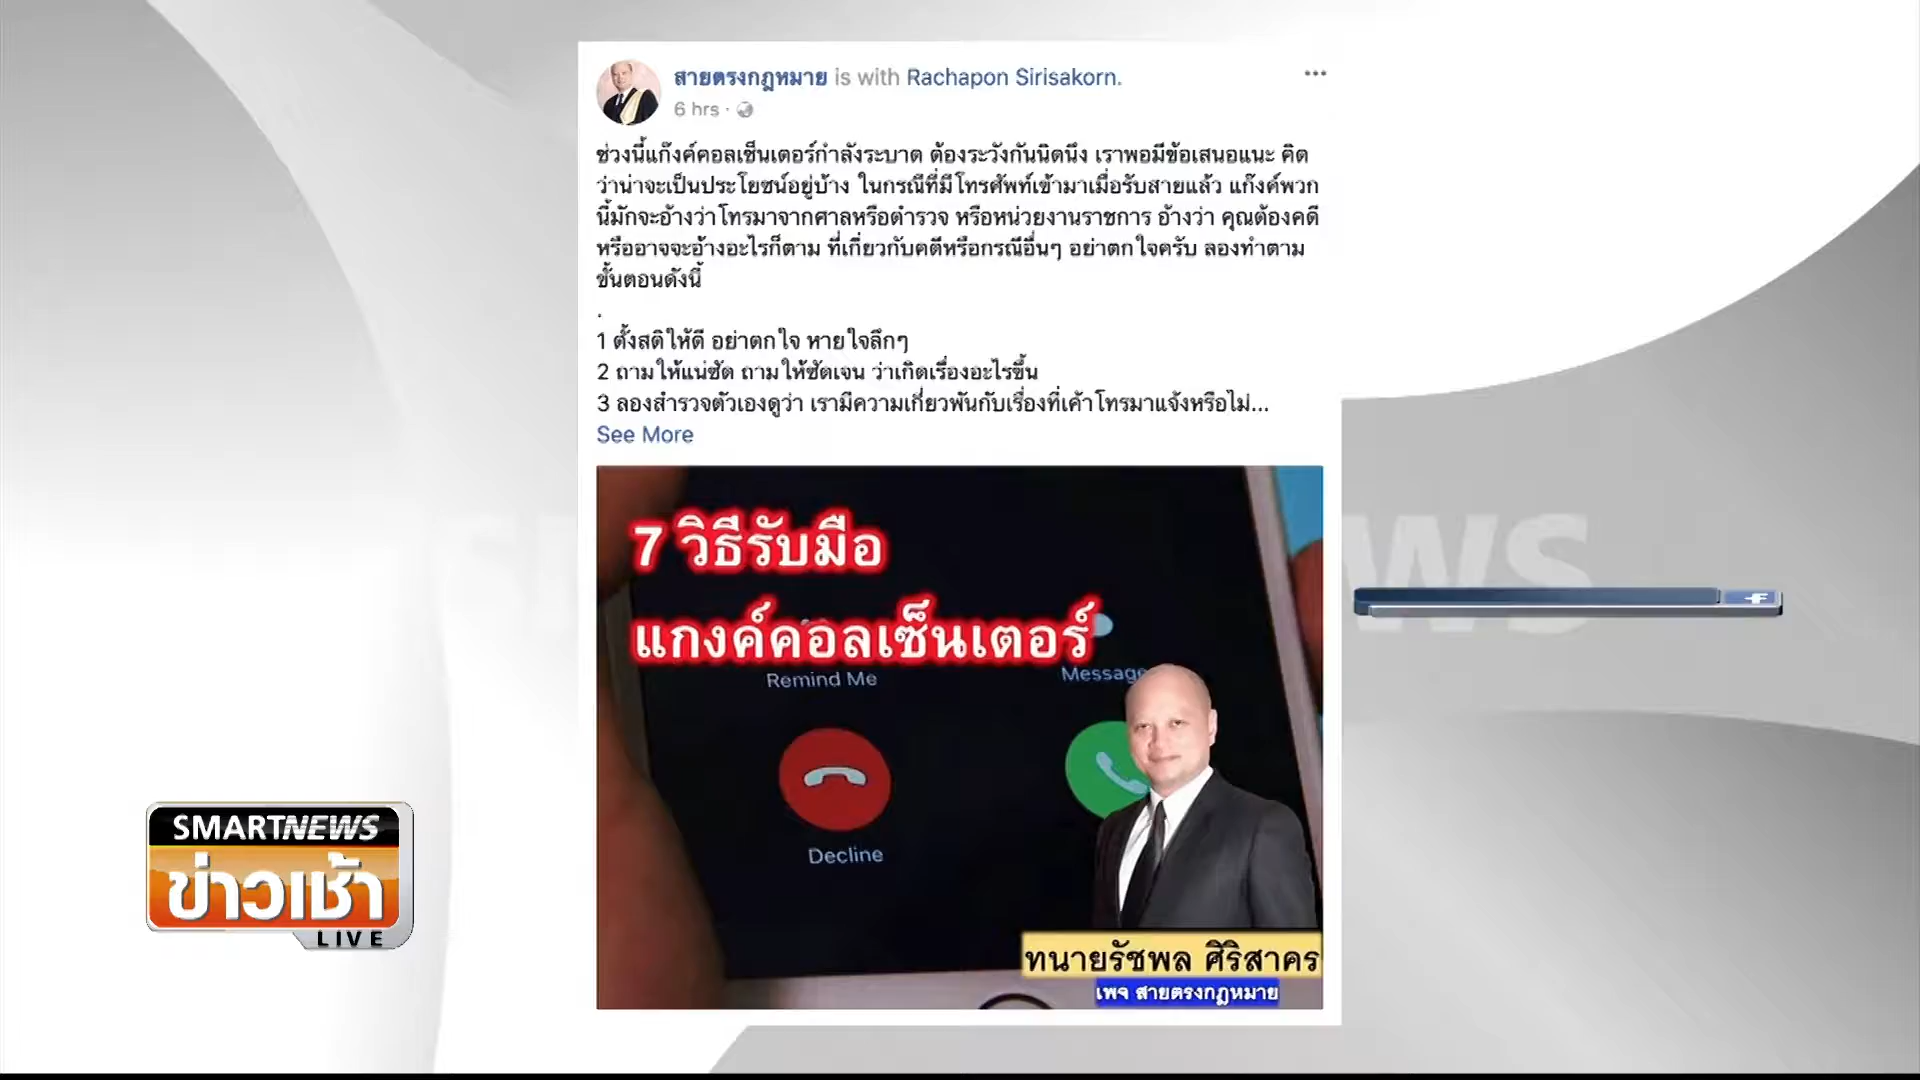 สายตรงกฎหมาย is with Rachapon Sirisakorn.
6 hrs ·
ช่วงนี้แก๊งค์คอลเซ็นเตอร์กำลังระบาด ต้องระวังกันนิดนึง เราพอมีข้อเสนอแนะ คิด
ว่าน่าจะเป็นประโยชน์อยู่บ้าง ในกรณีที่มีโทรศัพท์เข้ามาเมื่อรับสายแล้ว แก๊งค์พวก
นี้มักจะอ้างว่าโทรมาจากศาลหรือตำรวจ หรือหน่วยงานราชการ อ้างว่า คุณต้องคดี
หรืออาจจะอ้างอะไรก็ตาม ที่เกี่ยวกับคดีหรือกรณีอื่นๆ อย่าตกใจครับ ลองทำตาม
ขั้นตอนดังนี้
.
1 ตั้งสติให้ดี อย่าตกใจ หายใจลึกๆ
2 ถามให้แน่ชัด ถามให้ชัดเจน ว่าเกิดเรื่องอะไรขึ้น
3 ลองสำรวจตัวเองดูว่า เรามีความเกี่ยวพันกับเรื่องที่เค้าโทรมาแจ้งหรือไม่...
See More
7 วิธีรับมือ
แกงค์คอลเซ็นเตอร์
Remind Me
Message
Decline
ทนายรัชพล ศิริสาคร
เพจ สายตรงกฎหมาย
SMARTNEWS
ข่าวเช้า
LIVE